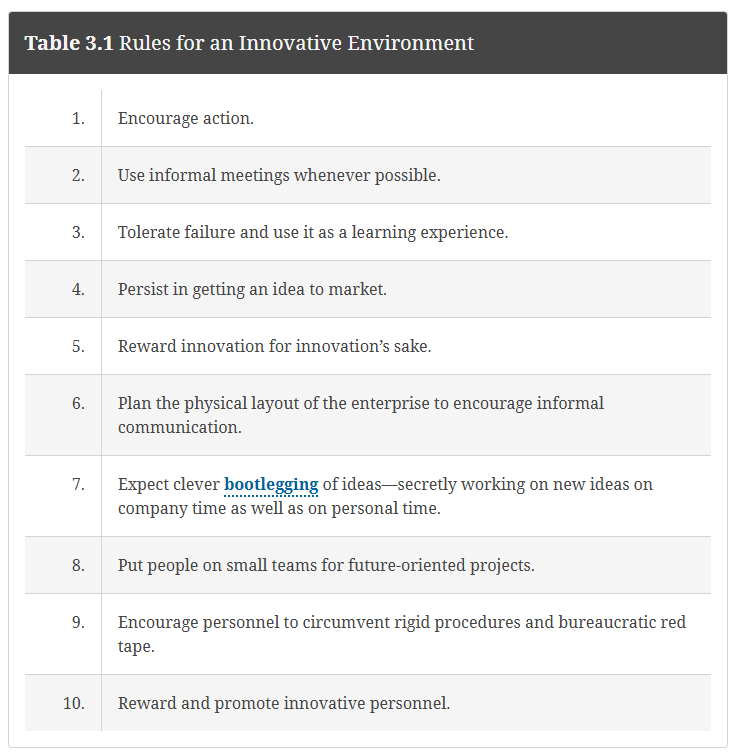 Table 3.1 Rules for an Innovative Environment
1. Encourage action.
2. Use informal meetings whenever possible.
3. Tolerate failure and use it as a learning experience.
4. Persist in getting an idea to market.
5. Reward innovation for innovation’s sake.
6. Plan the physical layout of the enterprise to encourage informal
communication.
7. Expect clever bootlegging of ideas—secretly working on new ideas on
company time as well as on personal time.
8. Put people on small teams for future-oriented projects.
9. Encourage personnel to circumvent rigid procedures and bureaucratic red
tape.
10. Reward and promote innovative personnel.